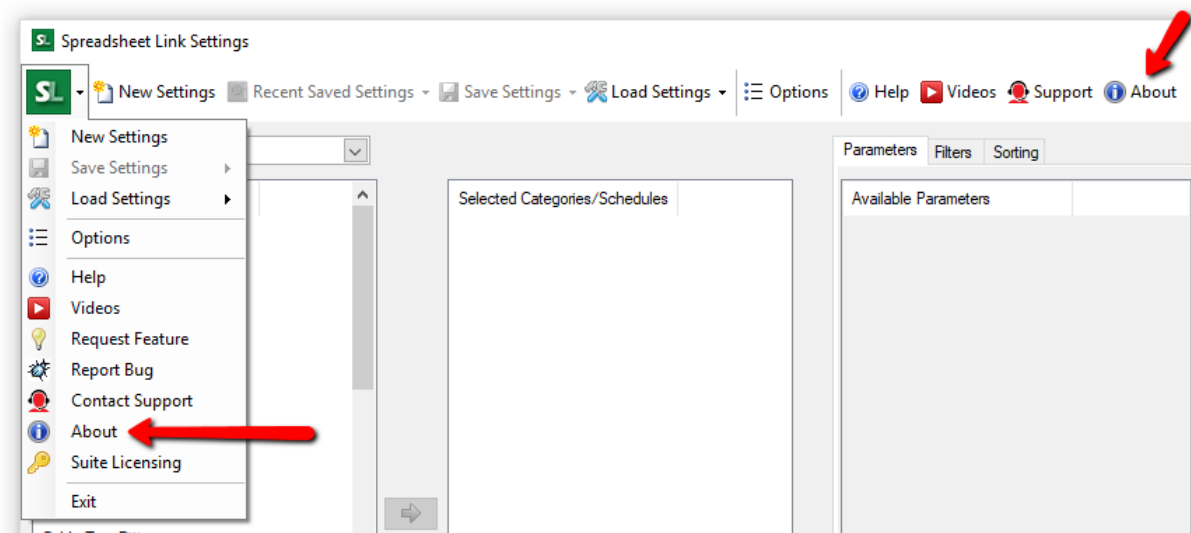 SL Spreadsheet Link Settings
SL New Settings Recent Saved Settings Save Settings Load Settings Options Help Videos Support About
New Settings
Save Settings
Load Settings
Options
Help
Videos
Request Feature
Report Bug
Contact Support
About
Suite Licensing
Exit
Selected Categories/Schedules
Parameters Filters Sorting
Available Parameters